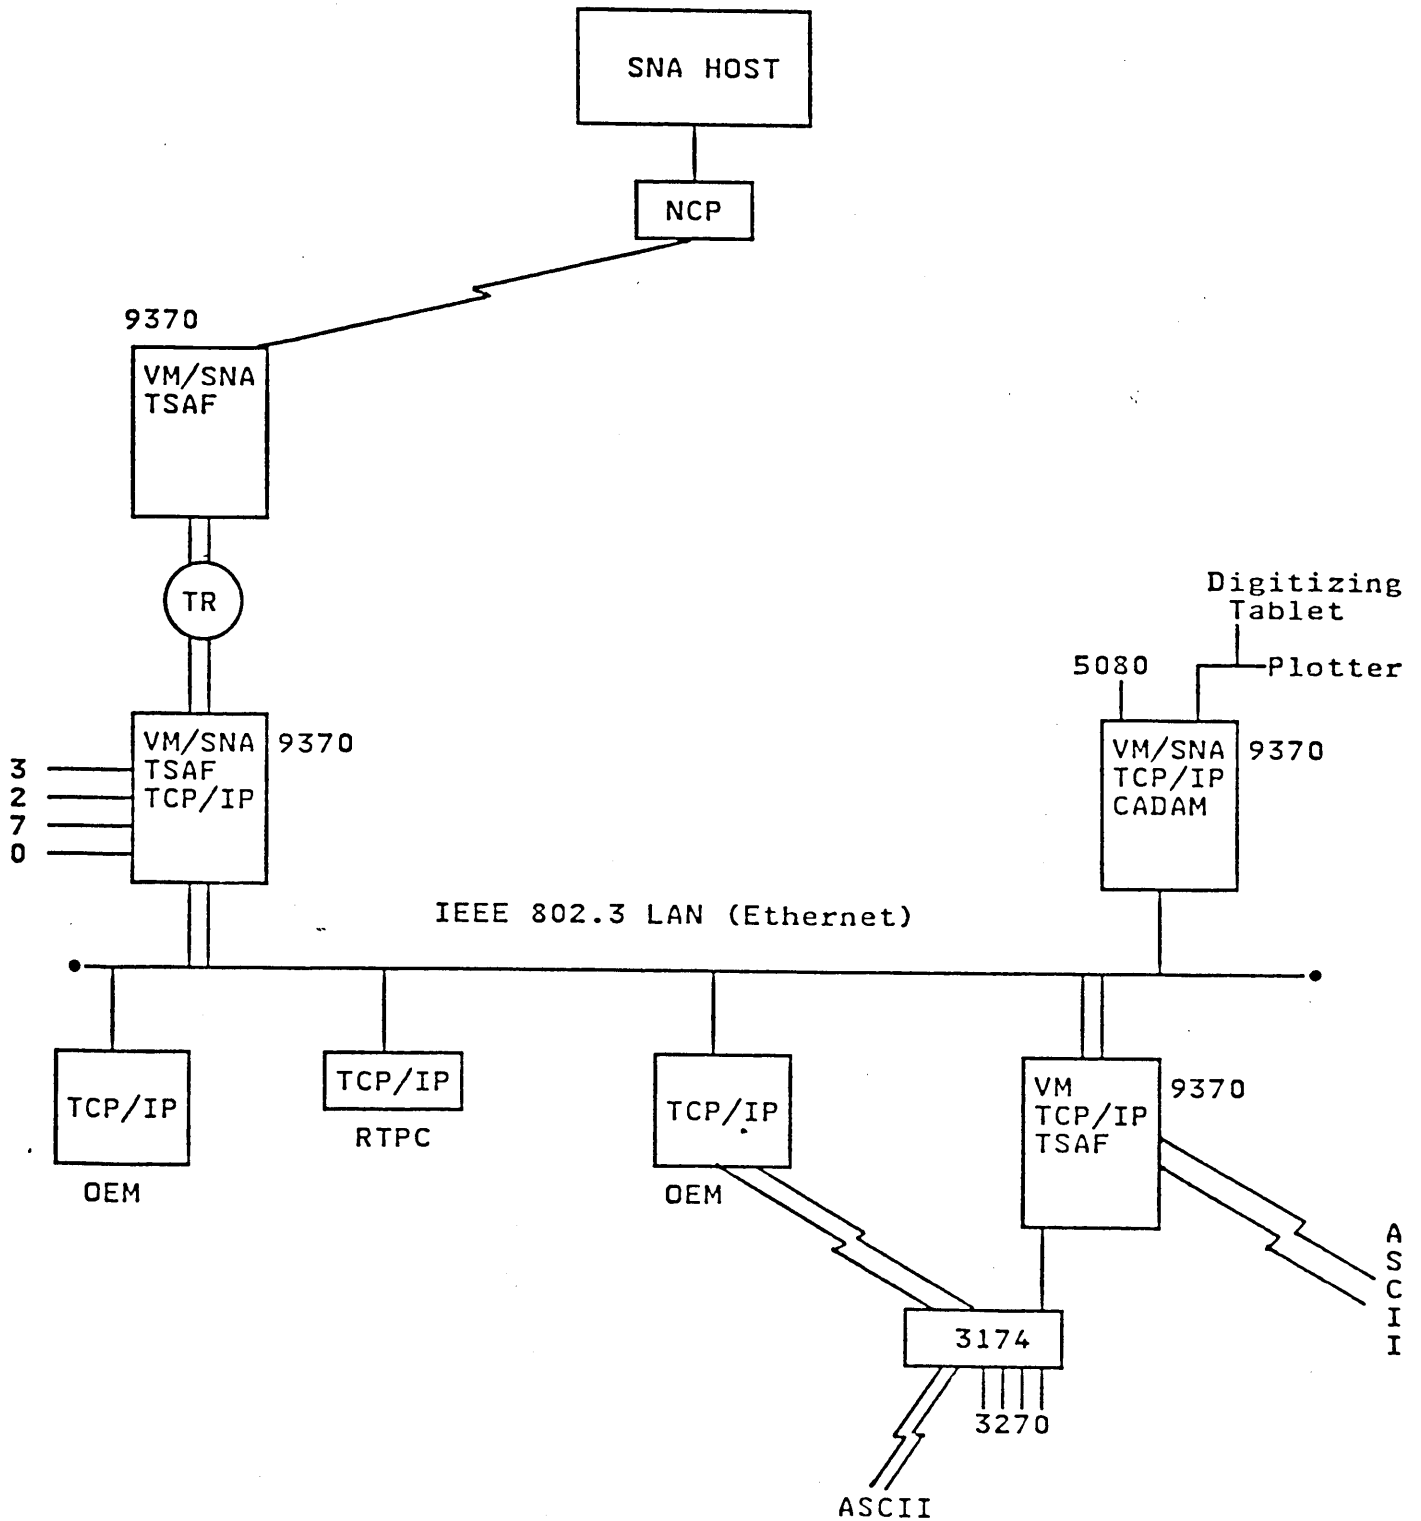 SNA HOST
NCP
9370
VM/SNA
TSAF
TR
Digitizing
Tablet
5080
Plotter
VM/SNA
TSAF
TCP/IP
9370
3
2
7
0
VM/SNA
TCP/IP
CADAM
9370
IEEE 802.3 LAN (Ethernet)
TCP/IP
OEM
TCP/IP
RTPC
TCP/IP
OEM
VM
TCP/IP
TSAF
9370
A
S
C
I
I
3174
3270
ASCII